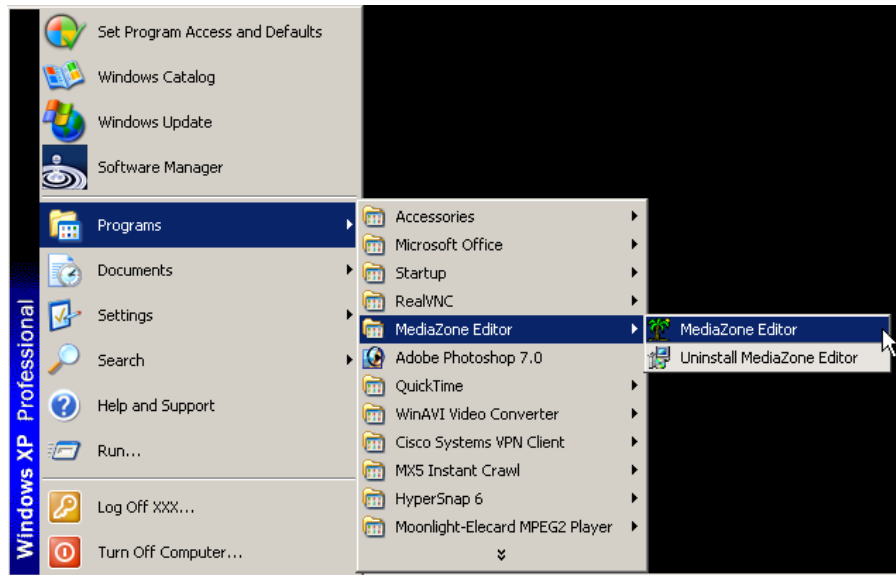 Set Program Access and Defaults
Windows Catalog
Windows Update
Software Manager
Programs
Documents
Settings
Search
Help and Support
Run...
Log Off XXX...
Turn Off Computer...
Windows XP Professional
Accessories
Microsoft Office
Startup
RealVNC
MediaZone Editor
Adobe Photoshop 7.0
QuickTime
WinAVI Video Converter
Cisco Systems VPN Client
MX5 Instant Crawl
HyperSnap 6
Moonlight-Elecard MPEG2 Player
MediaZone Editor
Uninstall MediaZone Editor